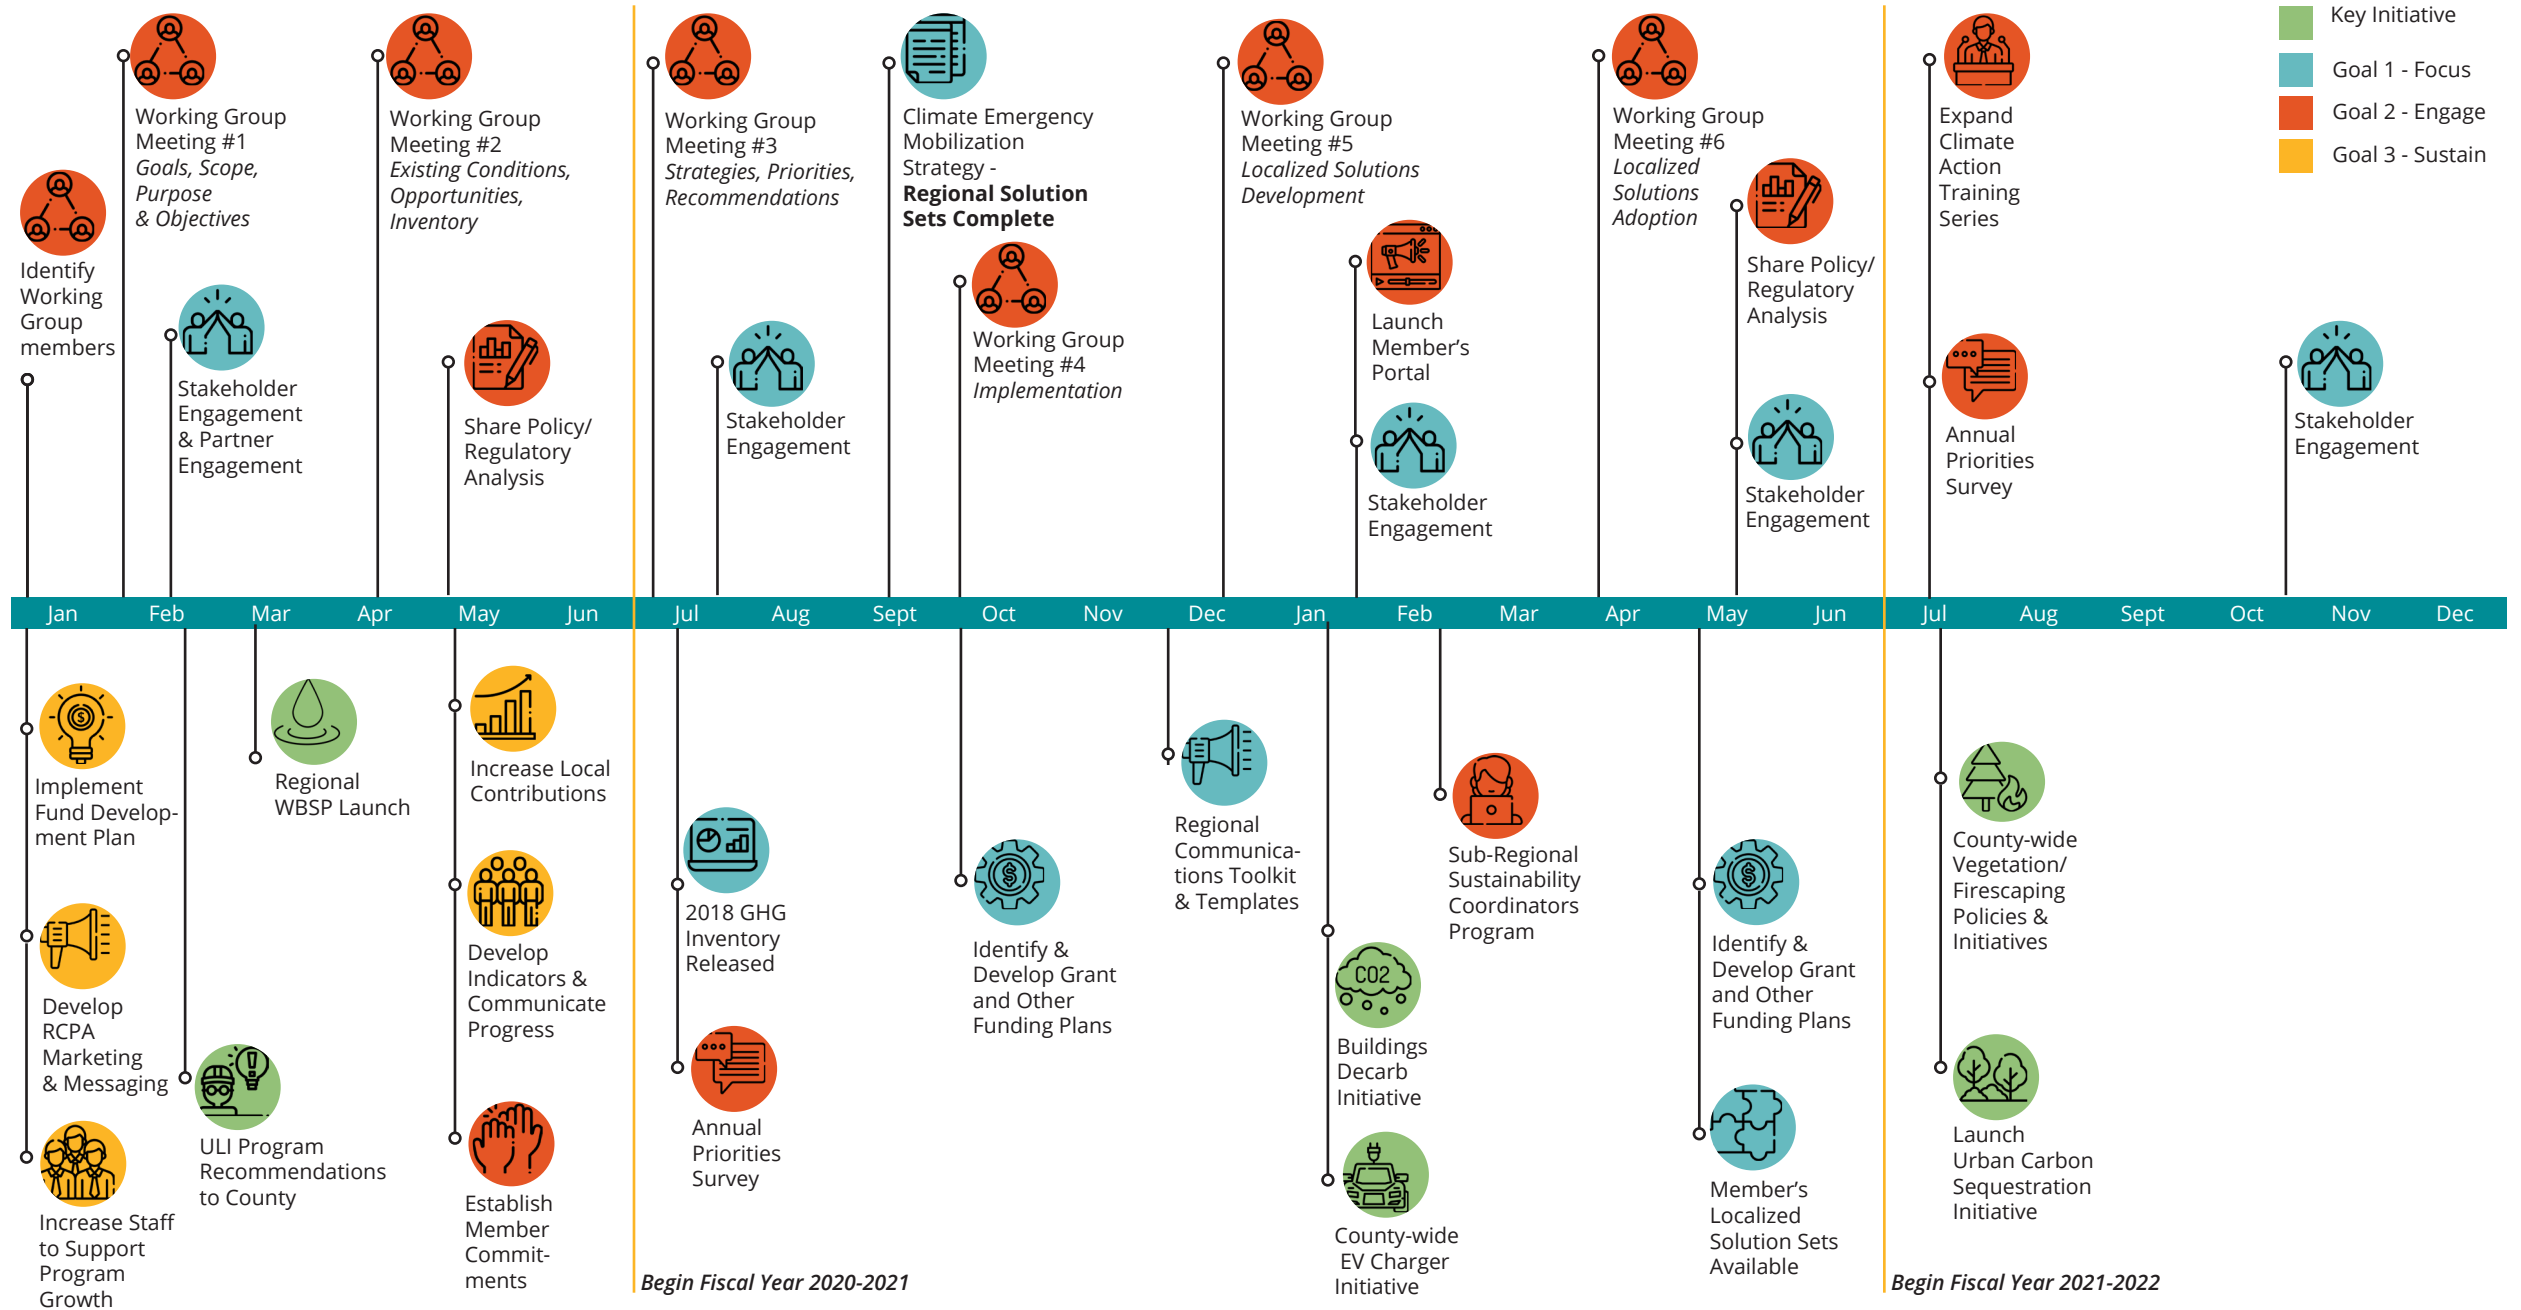 Key Initiative
Goal 1 - Focus
Goal 2 - Engage
Goal 3 - Sustain
Identify
Working
Group
members
Working Group
Meeting #1
Goals, Scope,
Purpose
& Objectives
Stakeholder
Engagement
& Partner
Engagement
Working Group
Meeting #2
Existing Conditions,
Opportunities,
Inventory
Share Policy/
Regulatory
Analysis
Working Group
Meeting #3
Strategies, Priorities,
Recommendations
Stakeholder
Engagement
Climate Emergency
Mobilization
Strategy -
Regional Solution
Sets Complete
Working Group
Meeting #4
Implementation
Working Group
Meeting #5
Localized Solutions
Development
Launch
Member's
Portal
Stakeholder
Engagement
Working Group
Meeting #6
Localized
Solutions
Adoption
Share Policy/
Regulatory
Analysis
Stakeholder
Engagement
Expand
Climate
Action
Training
Series
Annual
Priorities
Survey
Stakeholder
Engagement
Jan Feb Mar Apr May Jun Jul Aug Sept Oct Nov Dec Jan Feb Mar Apr May Jun Jul Aug Sept Oct Nov Dec
Implement
Fund Develop-
ment Plan
Develop
RCPA
Marketing
& Messaging
Increase Staff
to Support
Program
Growth
ULI Program
Recommendations
to County
Regional
WBSP Launch
Increase Local
Contributions
Develop
Indicators &
Communicate
Progress
Establish
Member
Commit-
ments
2018 GHG
Inventory
Released
Annual
Priorities
Survey
Identify &
Develop Grant
and Other
Funding Plans
Regional
Communica-
tions Toolkit
& Templates
CO2
Buildings
Decarb
Initiative
County-wide
EV Charger
Initiative
Sub-Regional
Sustainability
Coordinators
Program
Identify &
Develop Grant
and Other
Funding Plans
Member's
Localized
Solution Sets
Available
County-wide
Vegetation/
Firescaping
Policies &
Initiatives
Launch
Urban Carbon
Sequestration
Initiative
Begin Fiscal Year 2020-2021
Begin Fiscal Year 2021-2022